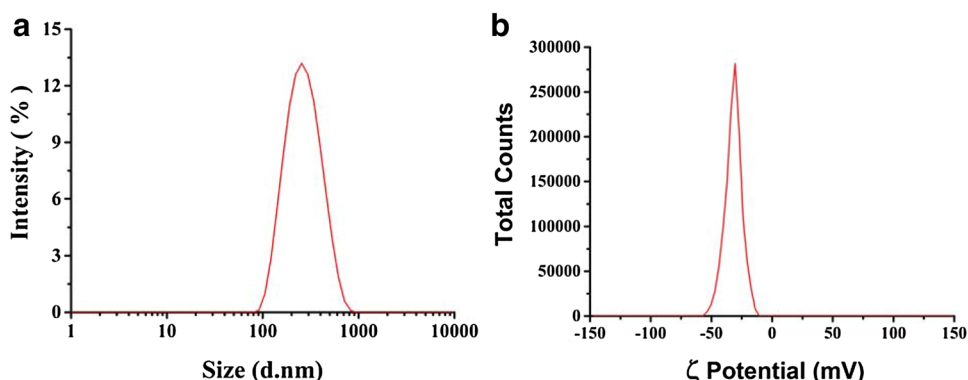 a
15
12
9
6
3
0
Intensity ( % )
1 10 100 1000 10000
Size (d.nm)
b
300000
250000
200000
150000
100000
50000
0
Total Counts
-150 -100 -50 0 50 100 150
ζ Potential (mV)